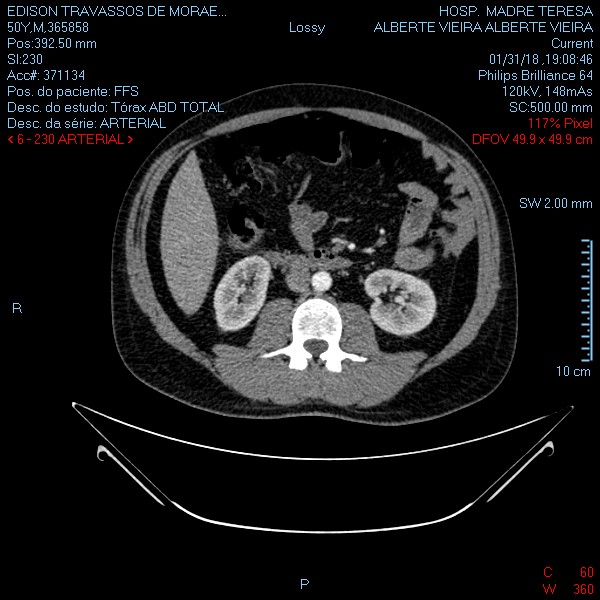 EDISON TRAVASSOS DE MORAE...
50Y,M,365858
Pos:392.50 mm
SI:230
Acc#: 371134
Pos. do paciente: FFS
Desc. do estudo: Tórax ABD TOTAL
Desc. da série: ARTERIAL
< 6 - 230 ARTERIAL >
Lossy
HOSP. MADRE TERESA
ALBERTE VIEIRA ALBERTE VIEIRA
Current
01/31/18 ,19:08:46
Philips Brilliance 64
120kV, 148mAs
SC:500.00 mm
117% Pixel
DFOV 49.9 x 49.9 cm
SW 2.00 mm
R
10 cm
P
C 60
W 360